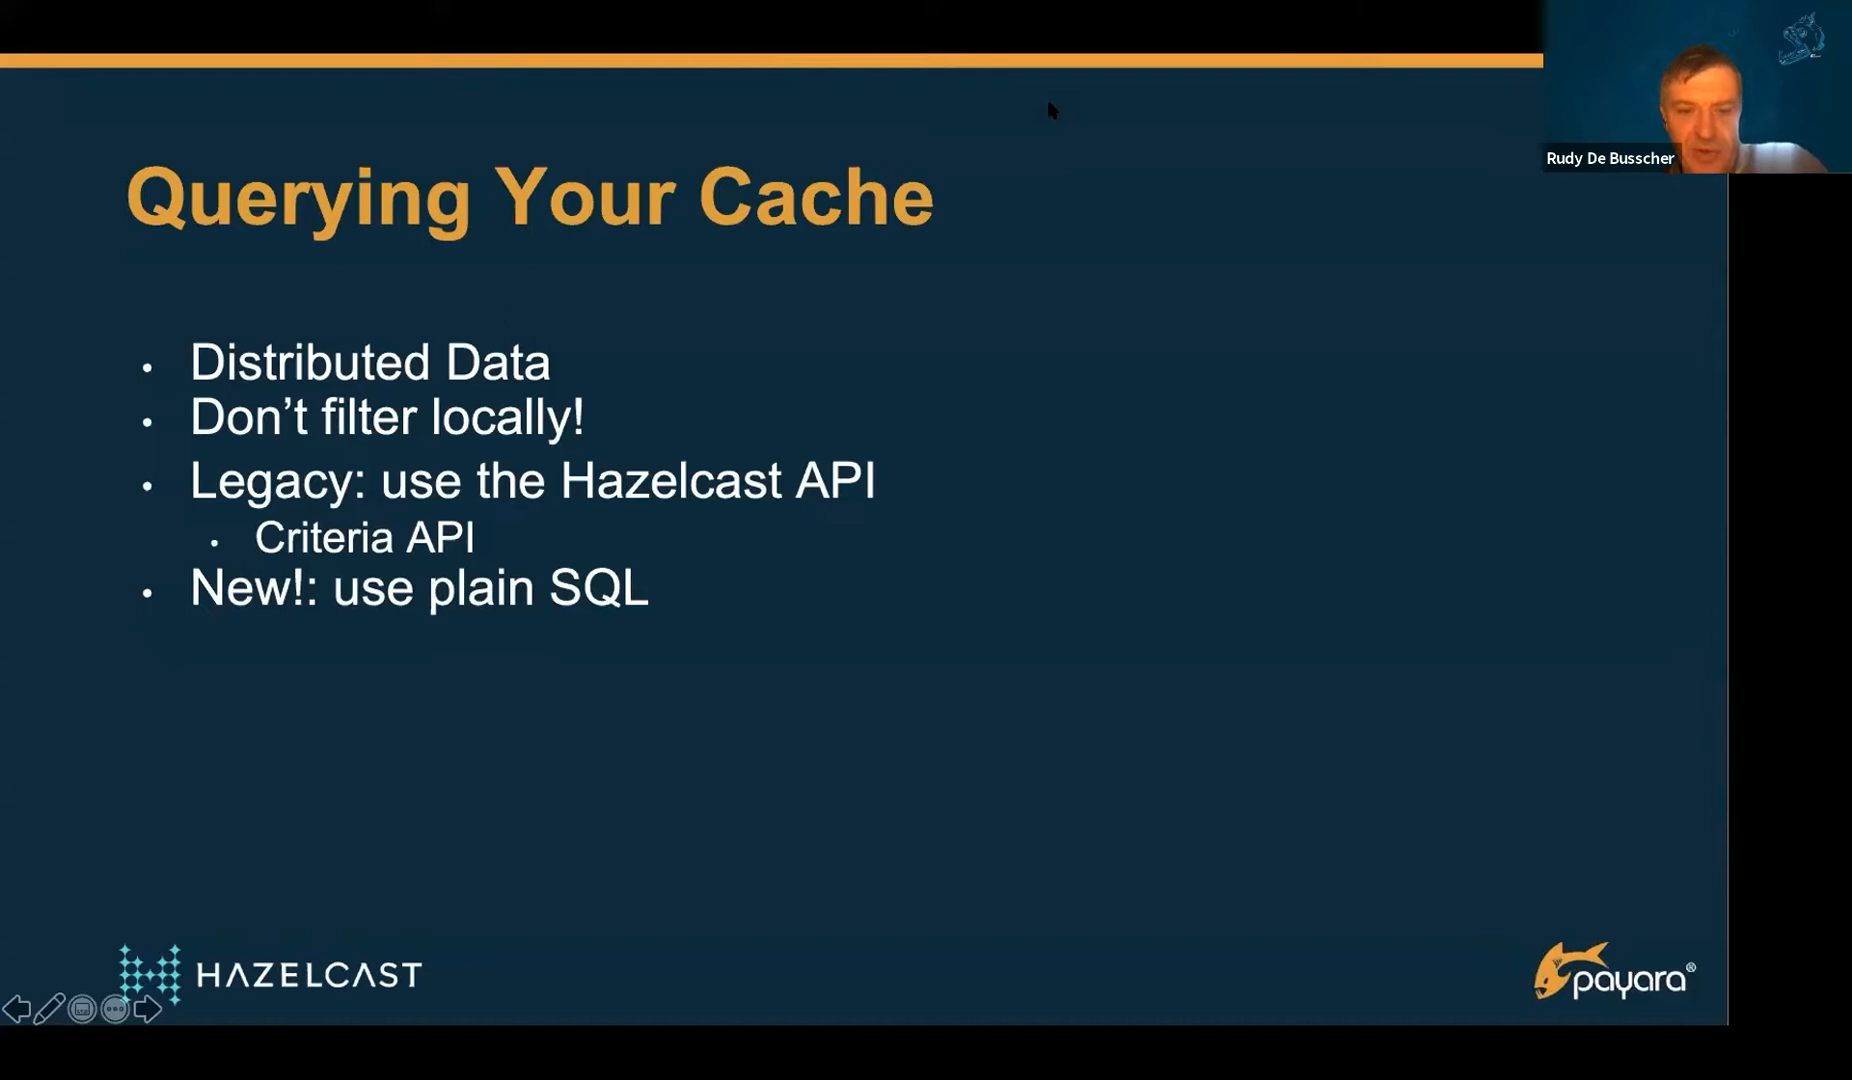 Rudy De Busscher
Querying Your Cache
• Distributed Data
• Don’t filter locally!
• Legacy: use the Hazelcast API
• Criteria API
• New!: use plain SQL
HAZELCAST
payara®